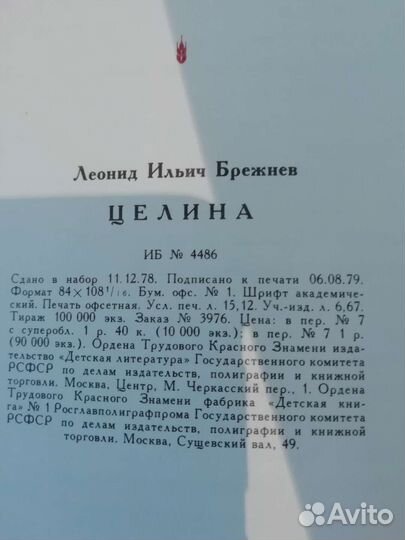 Леонид Ильич Брежнев
ЦЕЛИНА
ИБ № 4486
Сдано в набор 11.12.78. Подписано к печати 06.08.79.
Формат 84×108¹/₁₆. Бум. офс. № 1. Шрифт академиче-
ский. Печать офсетная. Усл. печ. л. 15,12. Уч.-изд. л. 6,67.
Тираж 100 000 экз. Заказ № 3976. Цена: в пер. № 7
с суперобл. 1 р. 40 к. (10 000 экз.); в пер. № 7 1 р.
(90 000 экз.). Ордена Трудового Красного Знамени изда-
тельство «Детская литература» Государственного комитета
РСФСР по делам издательств, полиграфии и книжной
торговли. Москва, Центр, М. Черкасский пер., 1. Ордена
Трудового Красного Знамени фабрика «Детская кни-
га» № 1 Росглавполиграфпрома Государственного комитета
РСФСР по делам издательств, полиграфии и книжной
торговли. Москва, Сущевский вал, 49.
Avito